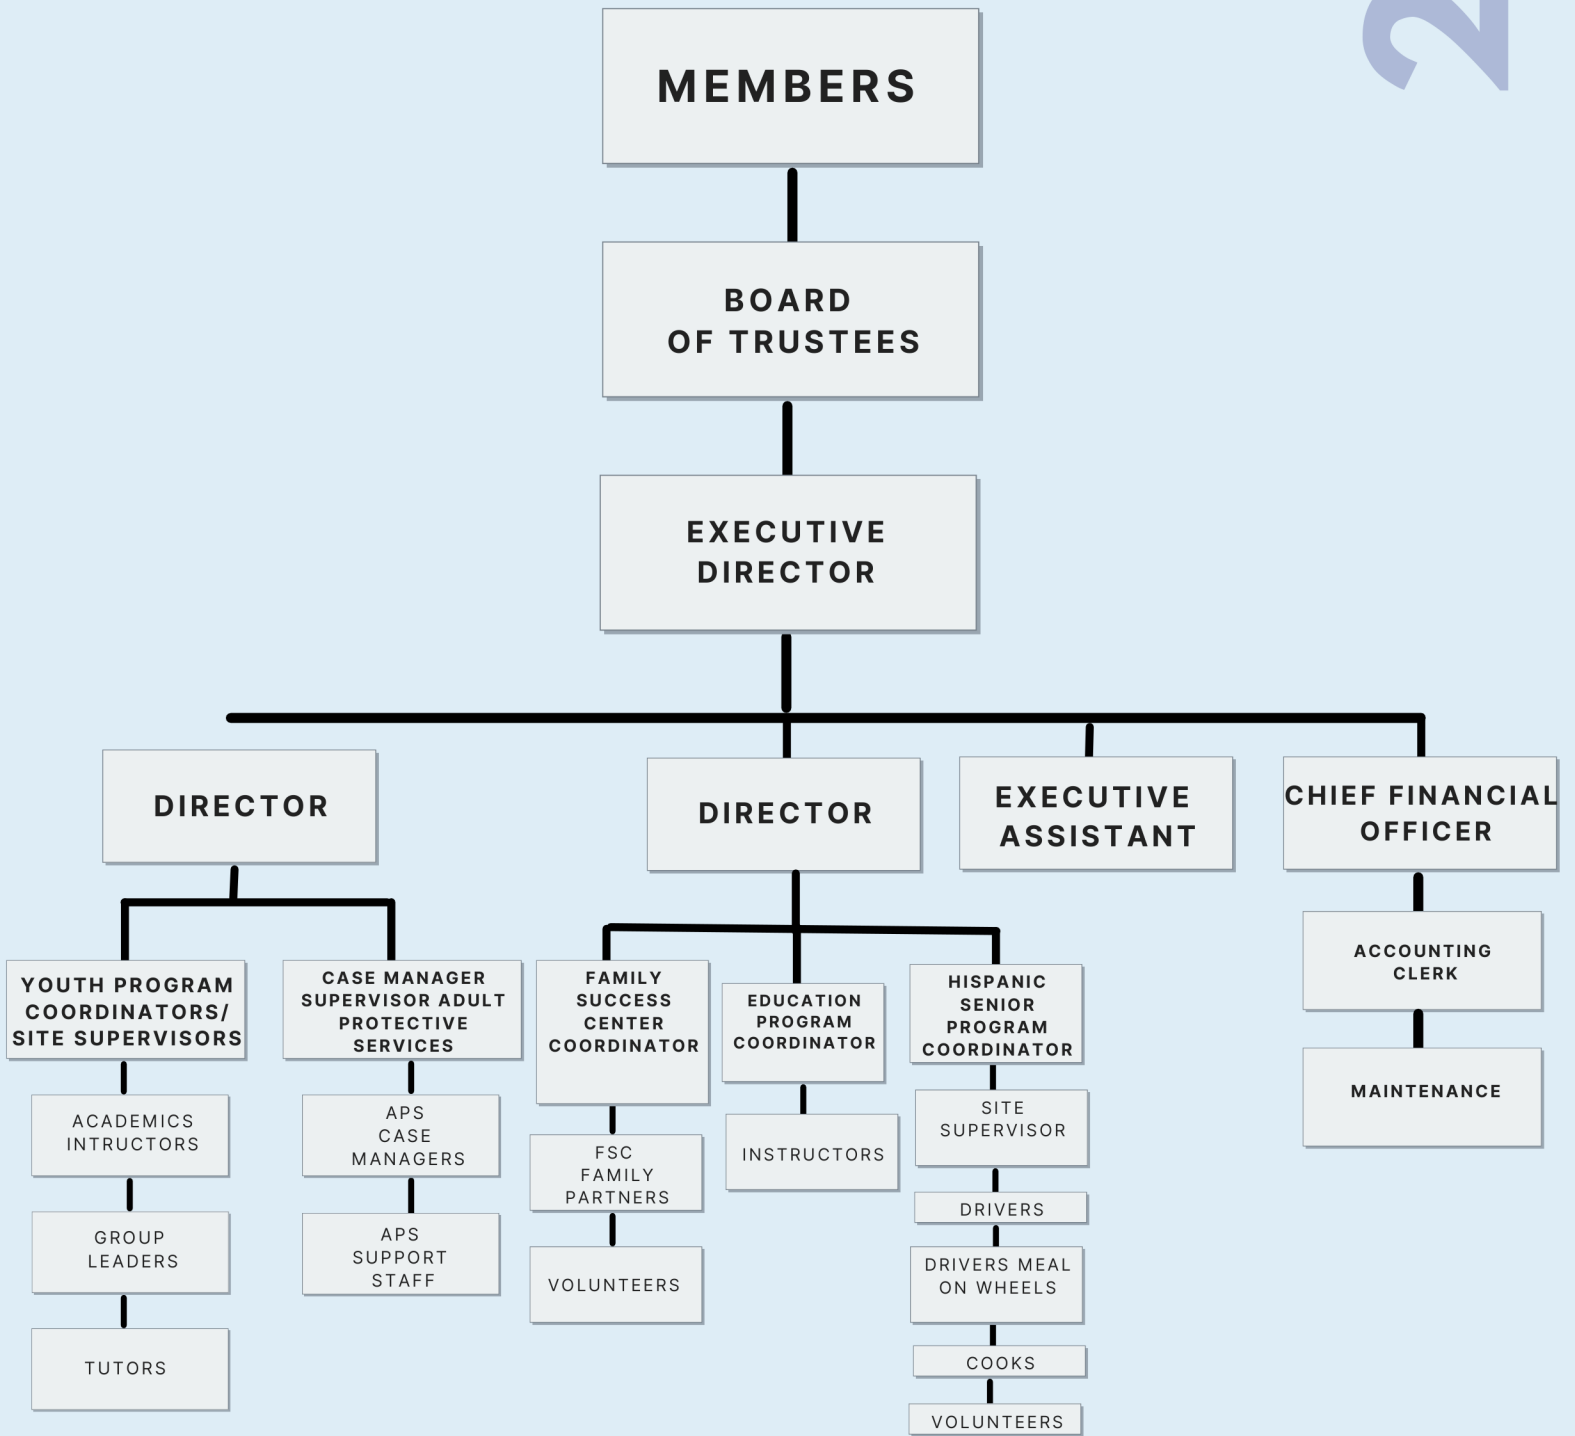 2
MEMBERS
BOARD
OF TRUSTEES
EXECUTIVE
DIRECTOR
DIRECTOR
DIRECTOR
EXECUTIVE
ASSISTANT
CHIEF FINANCIAL
OFFICER
YOUTH PROGRAM
COORDINATORS/
SITE SUPERVISORS
ACADEMICS
INTRUCTORS
GROUP
LEADERS
TUTORS
CASE MANAGER
SUPERVISOR ADULT
PROTECTIVE
SERVICES
APS
CASE
MANAGERS
APS
SUPPORT
STAFF
FAMILY
SUCCESS
CENTER
COORDINATOR
FSC
FAMILY
PARTNERS
VOLUNTEERS
EDUCATION
PROGRAM
COORDINATOR
INSTRUCTORS
HISPANIC
SENIOR
PROGRAM
COORDINATOR
SITE
SUPERVISOR
DRIVERS
DRIVERS MEAL
ON WHEELS
COOKS
VOLUNTEERS
ACCOUNTING
CLERK
MAINTENANCE